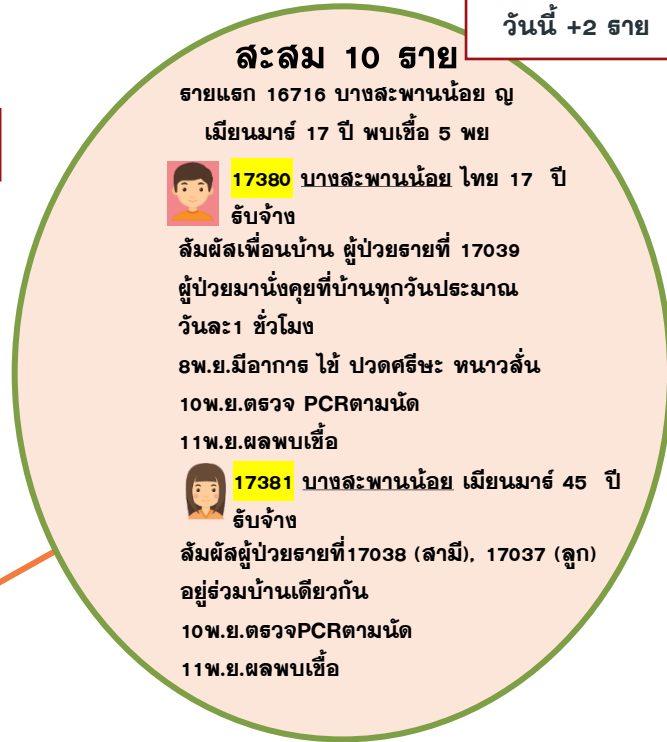 วันนี้ +2 ราย
สะสม 10 ราย
รายแรก 16716 บางสะพานน้อย ญ
เมียนมาร์ 17 ปี พบเชื้อ 5 พย
17380 บางสะพานน้อย ไทย 17 ปี
รับจ้าง
สัมผัสเพื่อนบ้าน ผู้ป่วยรายที่ 17039
ผู้ป่วยมานั่งคุยที่บ้านทุกวันประมาณ
วันละ1 ชั่วโมง
8พ.ย.มีอาการ ไข้ ปวดศรีษะ หนาวสั่น
10พ.ย.ตรวจ PCRตามนัด
11พ.ย.ผลพบเชื้อ
17381 บางสะพานน้อย เมียนมาร์ 45 ปี
รับจ้าง
สัมผัสผู้ป่วยรายที่17038 (สามี), 17037 (ลูก)
อยู่ร่วมบ้านเดียวกัน
10พ.ย.ตรวจPCRตามนัด
11พ.ย.ผลพบเชื้อ